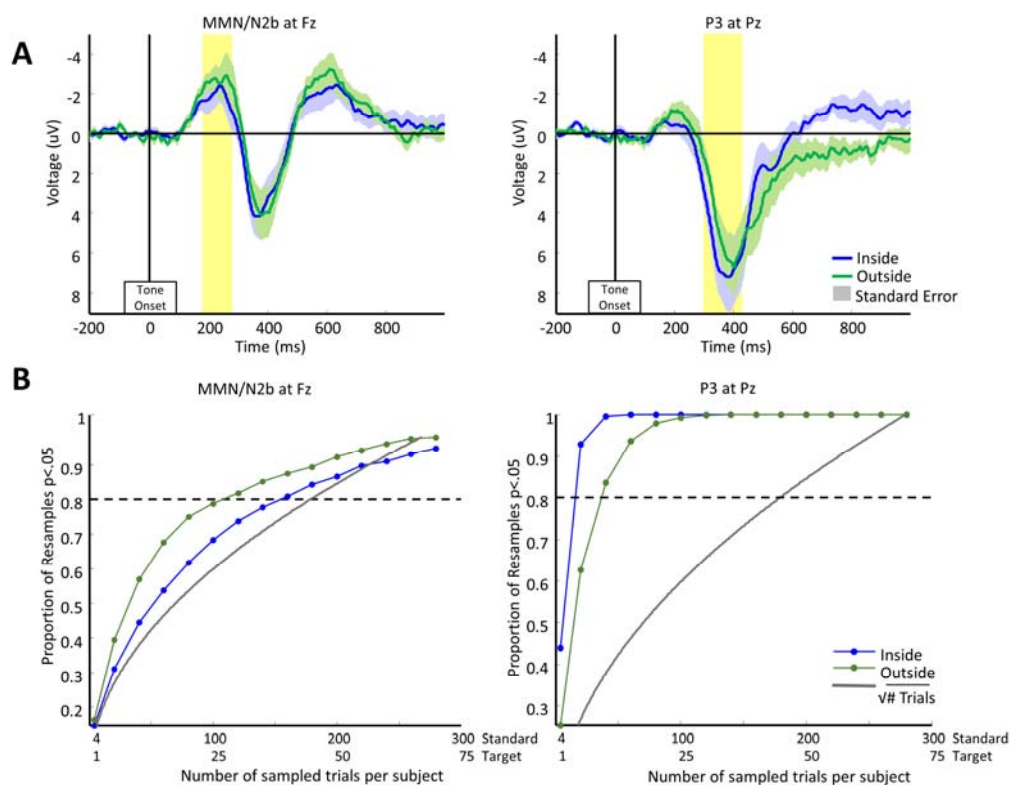 A
MMN/N2b at Fz
-4
-2
0
2
4
6
8
Voltage (uV)
Tone
Onset
-200 0 200 400 600 800
Time (ms)
P3 at Pz
-4
-2
0
2
4
6
8
Voltage (uV)
Tone
Onset
Inside
Outside
Standard Error
-200 0 200 400 600 800
Time (ms)
B
MMN/N2b at Fz
1
0.9
0.8
0.7
0.6
0.5
0.4
0.3
0.2
Proportion of Resamples p<.05
4 100 200 300 Standard
1 25 50 75 Target
Number of sampled trials per subject
P3 at Pz
1
0.9
0.8
0.7
0.6
0.5
0.4
0.3
Proportion of Resamples p<.05
Inside
Outside
√# Trials
4 100 200 300 Standard
1 25 50 75 Target
Number of sampled trials per subject